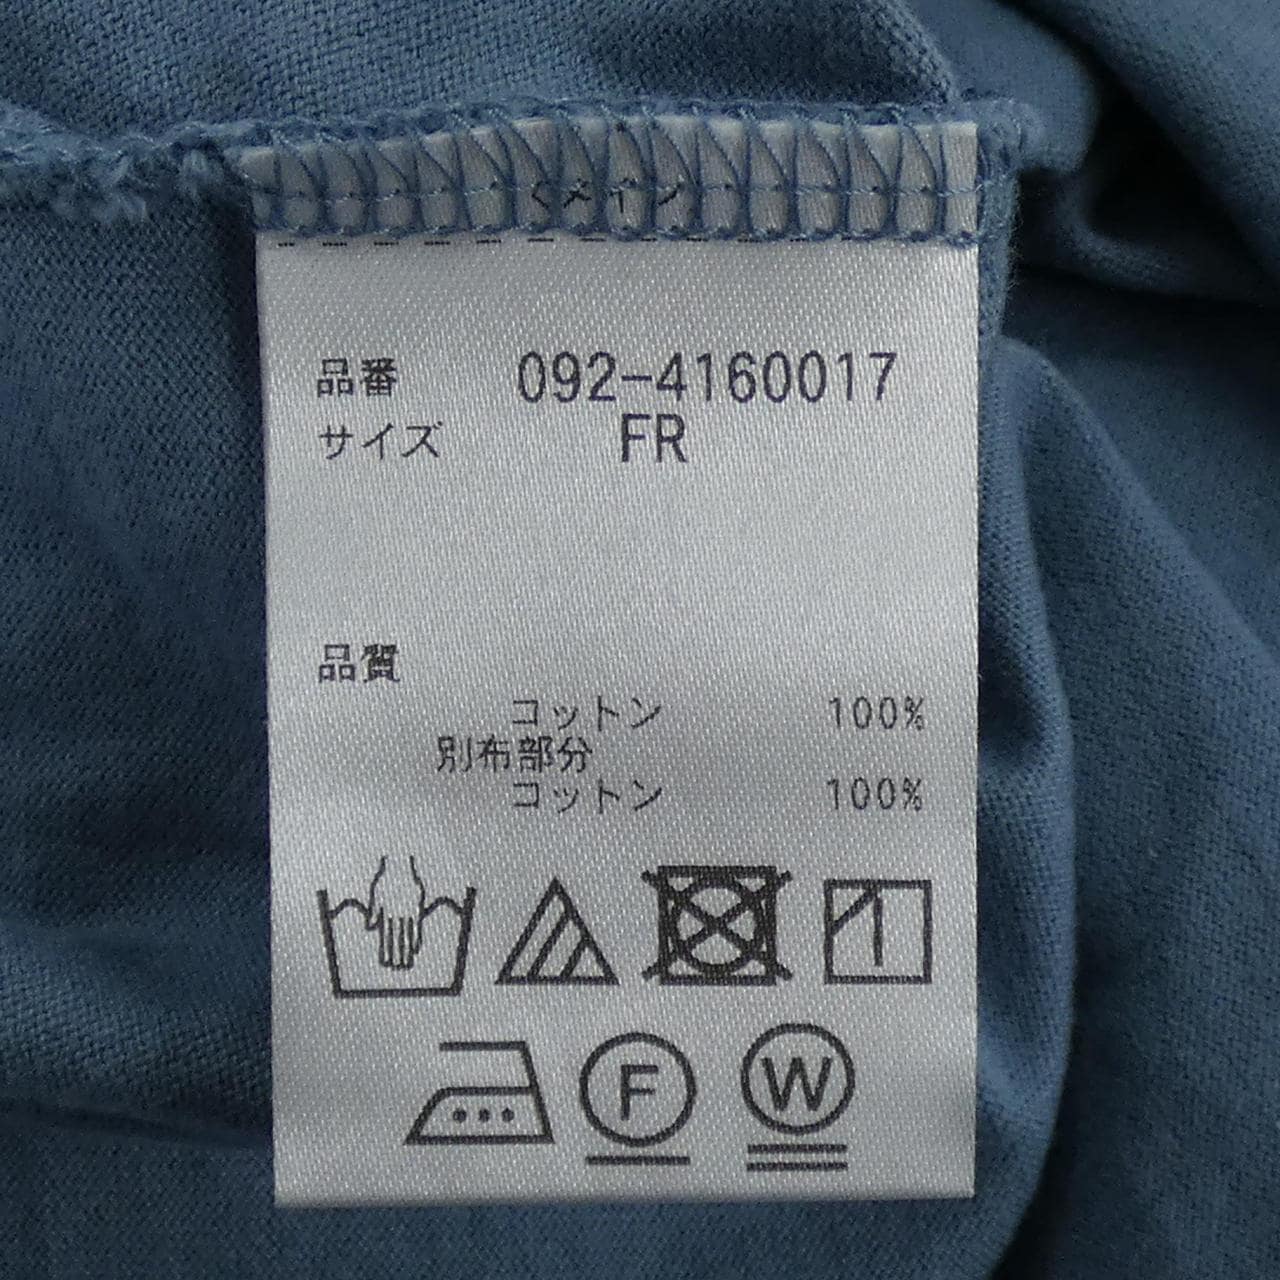 品番 092-4160017
サイズ FR
品質
コットン 100%
別布部分
コットン 100%
F W